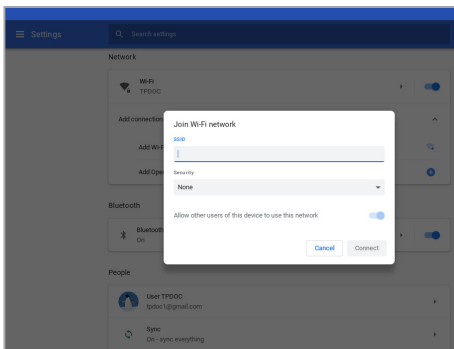 Settings
Search settings
Network
Wi-Fi
TPDOC
Add connection
Join Wi-Fi network
SSID
Add Wi-F
Security
None
Add Ope
Allow other users of this device to use this network
Bluetooth
Bluetooth
On
Cancel
Connect
People
User TPDOC
tpdoc1@gmail.com
Sync
On - sync everything